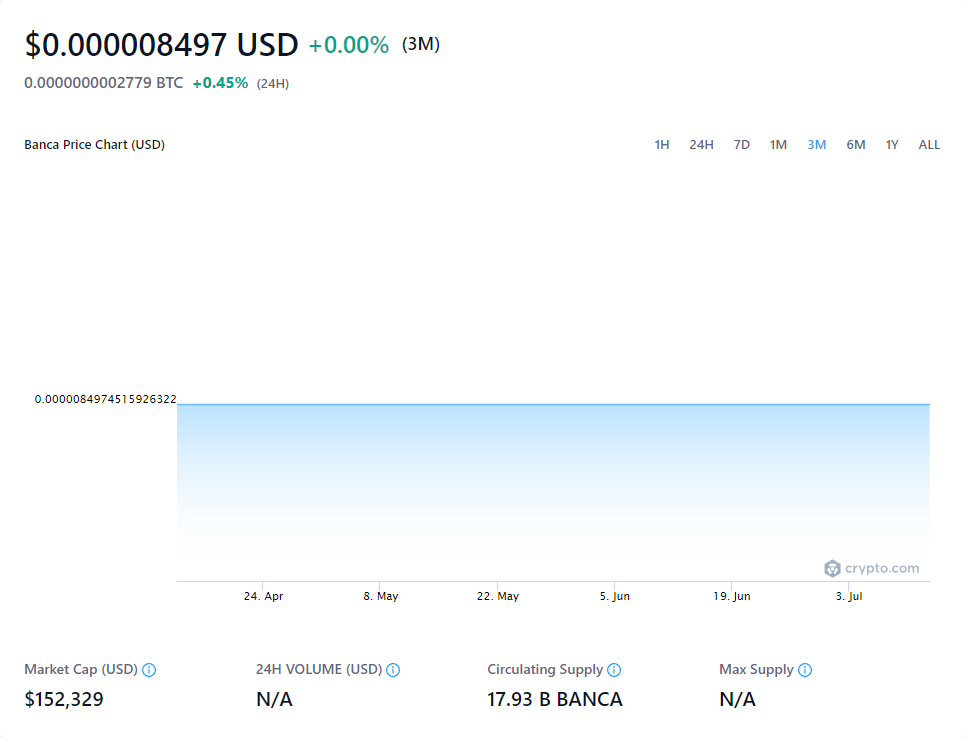 $0.000008497 USD +0.00% (3M)
0.0000000002779 BTC +0.45% (24H)
Banca Price Chart (USD) 1H 24H 7D 1M 3M 6M 1Y ALL
0.0000084974515926322
crypto.com
24. Apr 8. May 22. May 5. Jun 19. Jun 3. Jul
Market Cap (USD) 24H VOLUME (USD) Circulating Supply Max Supply
$152,329 N/A 17.93 B BANCA N/A